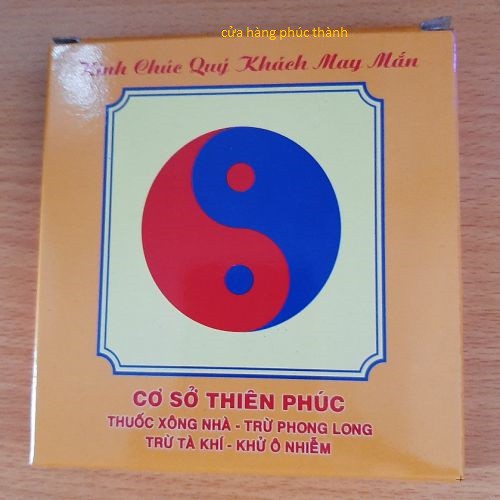 cửa hàng phúc thành
Kính Chúc Quý Khách May Mắn
CƠ SỞ THIÊN PHÚC
THUỐC XÔNG NHÀ - TRỪ PHONG LONG
TRỪ TÀ KHÍ - KHỬ Ô NHIỄM